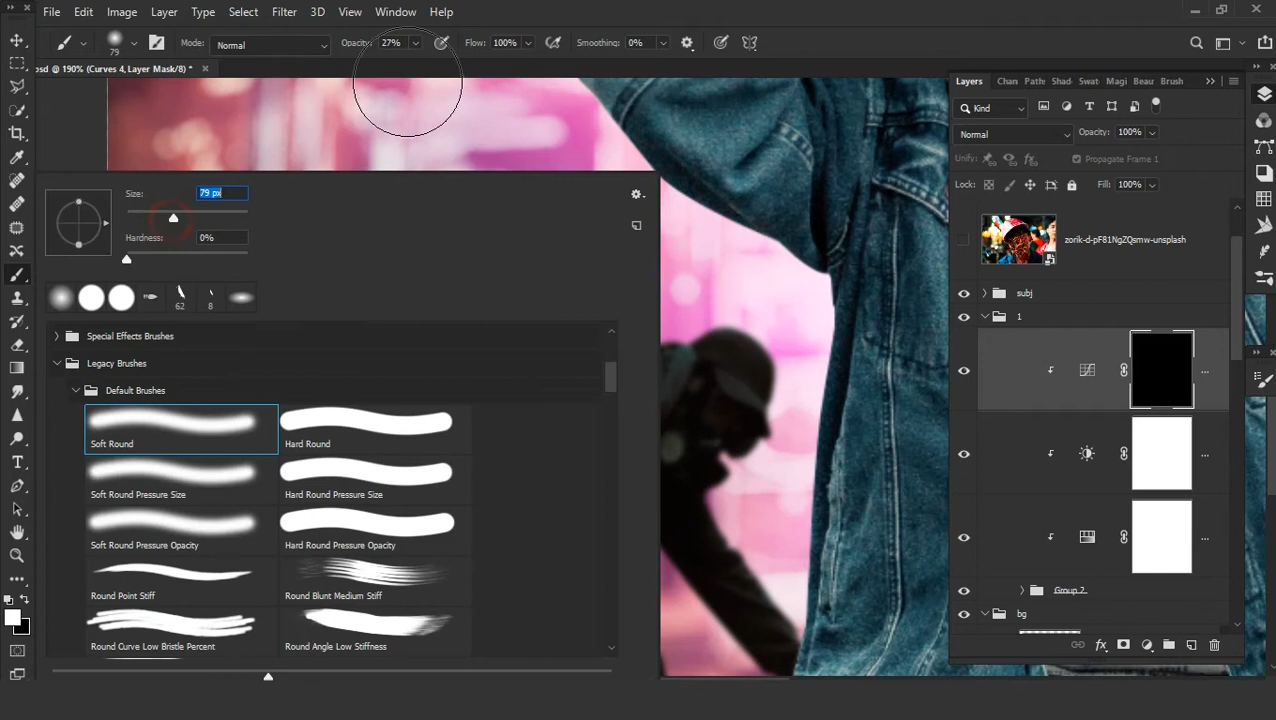 File Edit Image Layer Type Select Filter 3D View Window Help
79 Mode: Normal Opacity: 27% Flow: 100% Smoothing: 0%
sd @ 190% (Curves 4,Layer Mask/8) *
Size: 79 px
Hardness: 0%
62 8
Special Effects Brushes
Legacy Brushes
Default Brushes
Soft Round Hard Round
Soft Round Pressure Size Hard Round Pressure Size
Soft Round Pressure Opacity Hard Round Pressure Opacity
Round Point Stiff Round Blunt Medium Stiff
Round Curve Low Bristle Percent Round Angle Low Stiffness
Layers Chan Path Shad Swat Magi Beau Brush
Kind
Normal Opacity: 100%
Unify: Propagate Frame 1
Lock: Fill: 100%
zorik-d-pF81NgZQsmw-unsplash
subj
1
...
...
...
Group 2
bg